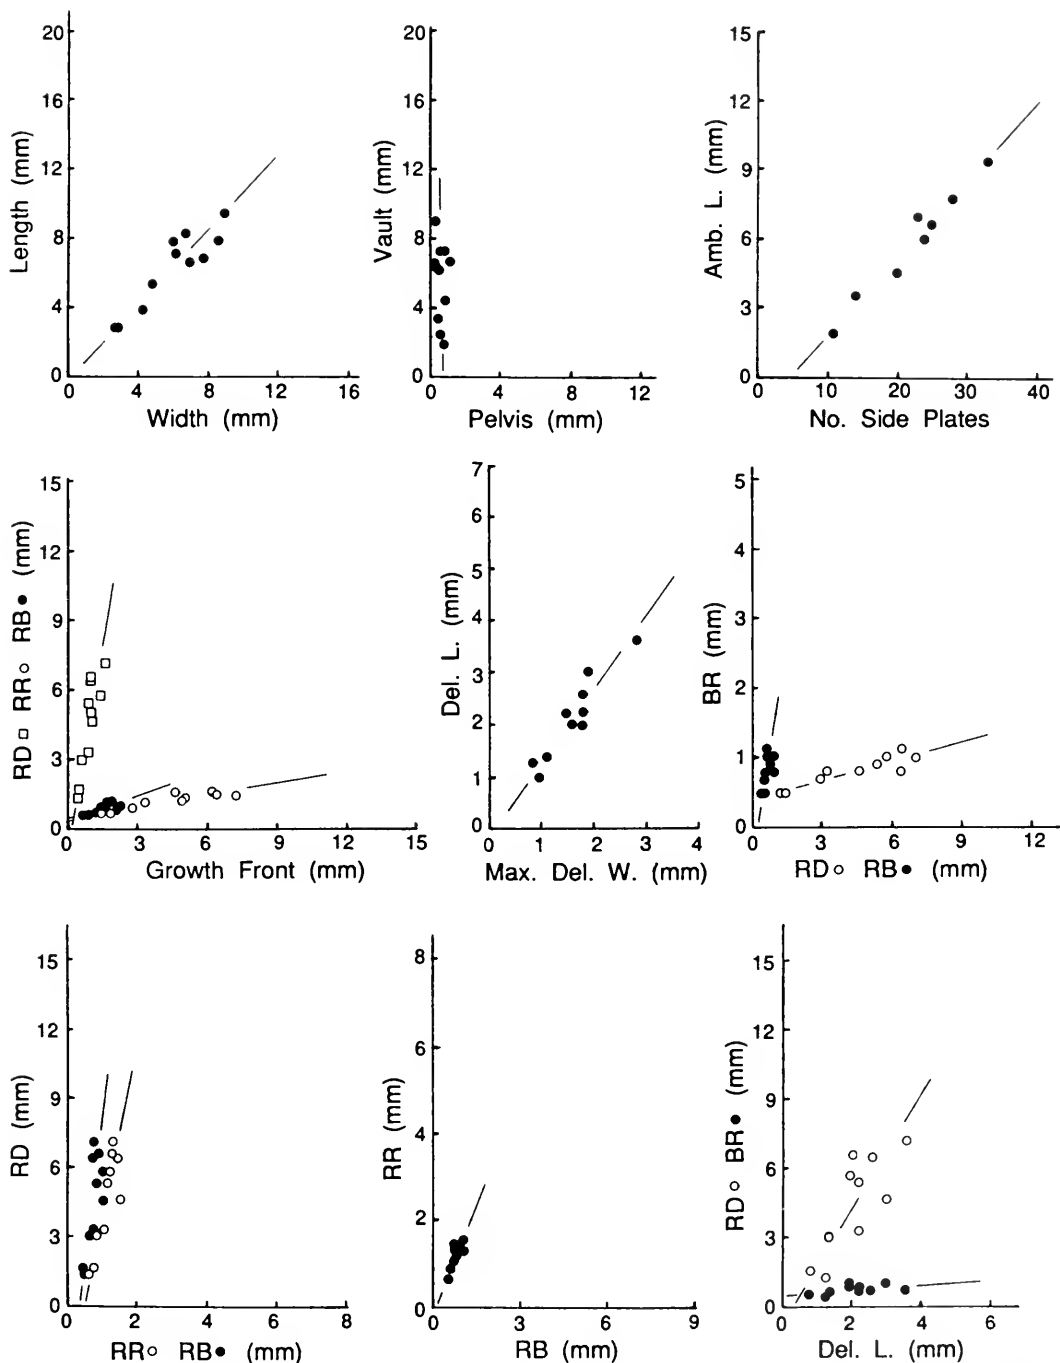 20
16
12
8
4
0
Length (mm)
0 4 8 12 16
Width (mm)
20
16
12
8
4
0
Vault (mm)
0 4 8 12
Pelvis (mm)
15
12
9
6
3
0
Amb. L. (mm)
0 10 20 30 40
No. Side Plates
15
12
9
6
3
0
RD □ RR ○ RB ● (mm)
0 3 6 9 12 15
Growth Front (mm)
7
6
5
4
3
2
1
0
Del. L. (mm)
0 1 2 3 4
Max. Del. W. (mm)
5
4
3
2
1
0
BR (mm)
0 3 6 9 12
RD ○ RB ● (mm)
15
12
9
6
3
0
RD (mm)
0 2 4 6 8
RR ○ RB ● (mm)
8
6
4
2
0
RR (mm)
0 3 6 9
RB (mm)
15
12
9
6
3
0
RD ○ BR ● (mm)
0 2 4 6
Del. L. (mm)